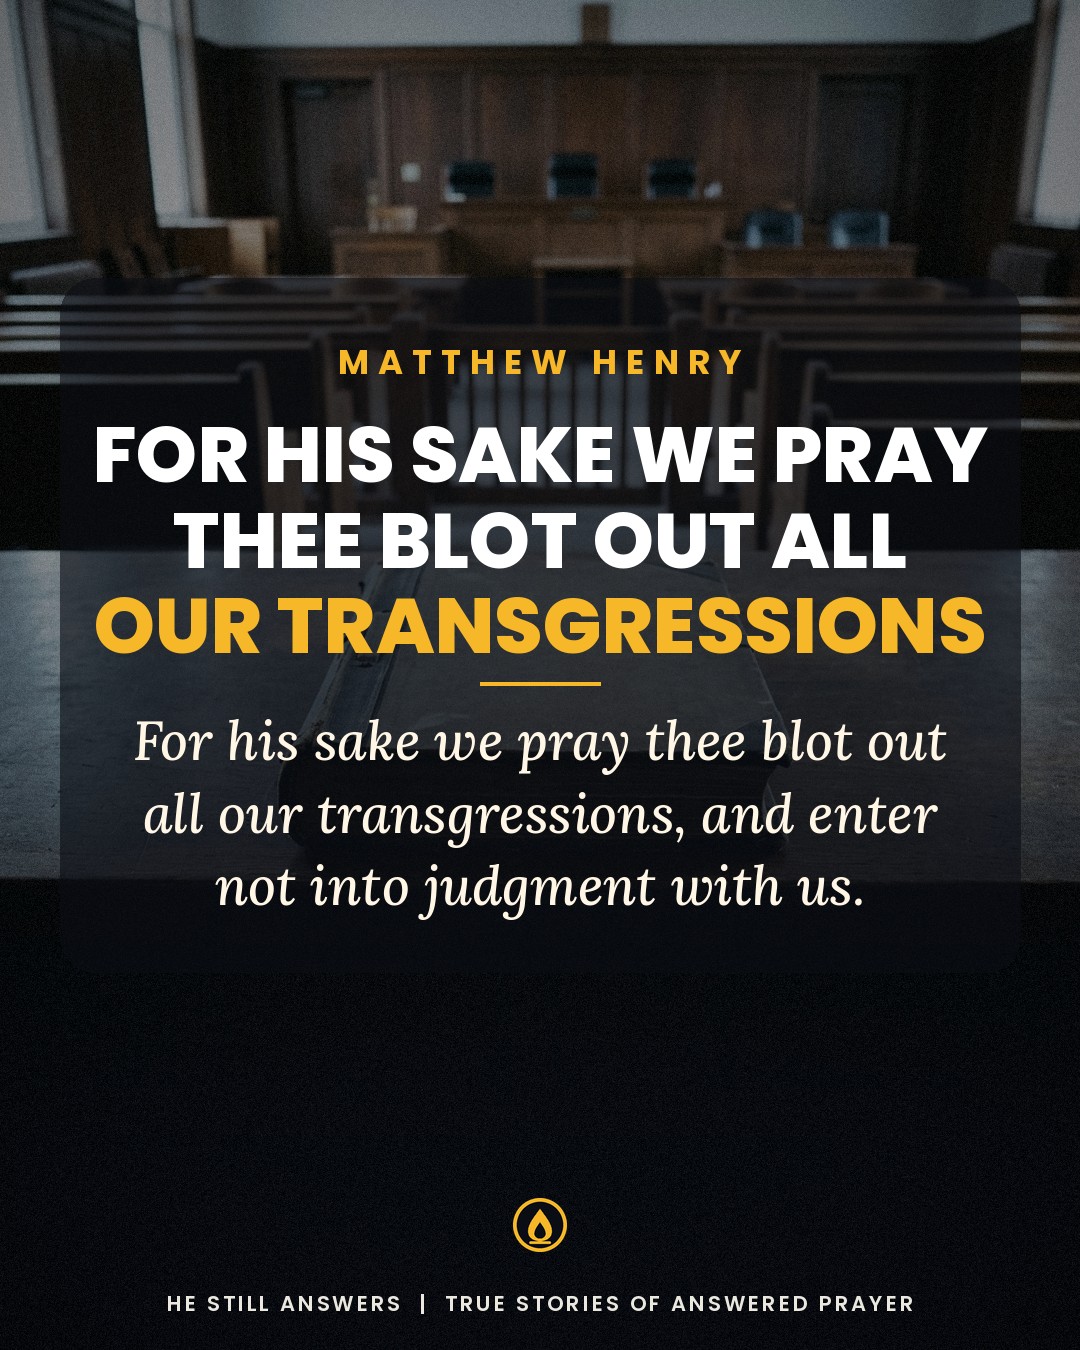 MATTHEW HENRY
FOR HIS SAKE WE PRAY
THEE BLOT OUT ALL
OUR TRANSGRESSIONS
For his sake we pray thee blot out
all our transgressions, and enter
not into judgment with us.
HE STILL ANSWERS | TRUE STORIES OF ANSWERED PRAYER